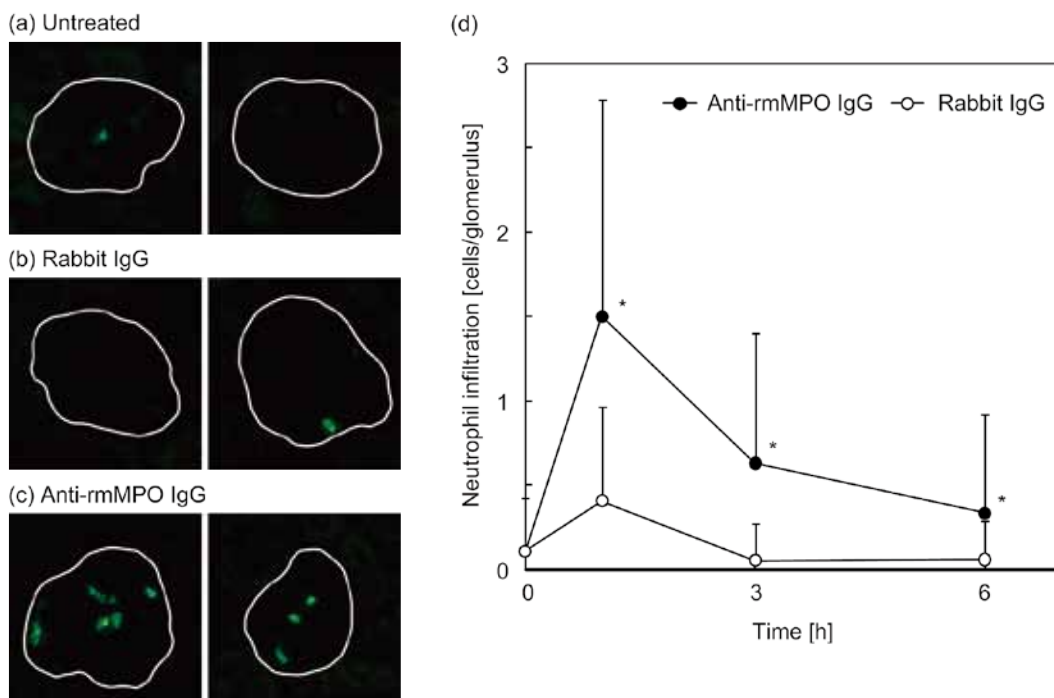 (a) Untreated
(b) Rabbit IgG
(c) Anti-rmMPO IgG
(d)
Neutrophil infiltration [cells/glomerulus]
3
2
1
0
Anti-rmMPO IgG
Rabbit IgG
*
*
*
0
3
6
Time [h]